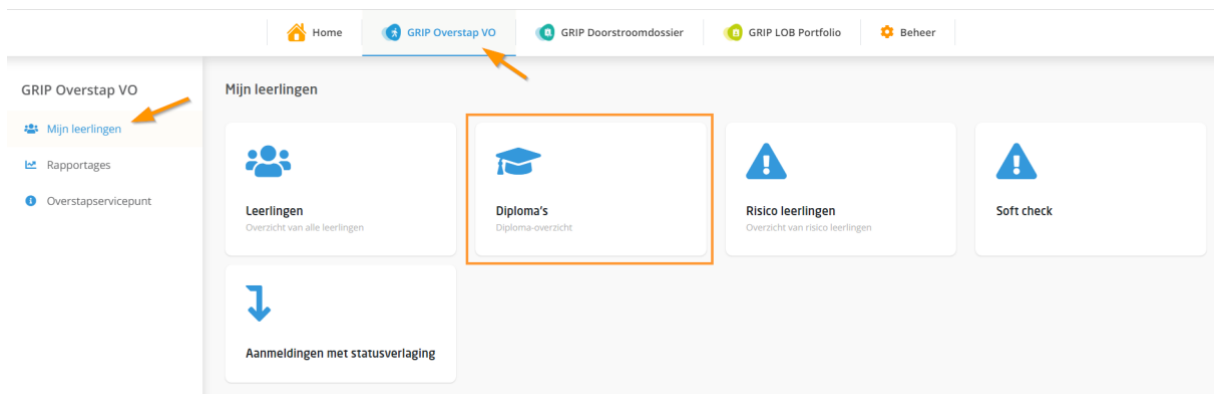 Home
GRIP Overstap VO
GRIP Doorstroomdossier
GRIP LOB Portfolio
Beheer
GRIP Overstap VO
Mijn leerlingen
Rapportages
Overstapservicepunt
Mijn leerlingen
Leerlingen
Overzicht van alle leerlingen
Diploma's
Diploma-overzicht
Risico leerlingen
Overzicht van risico leerlingen
Soft check
Aanmeldingen met statusverlaging